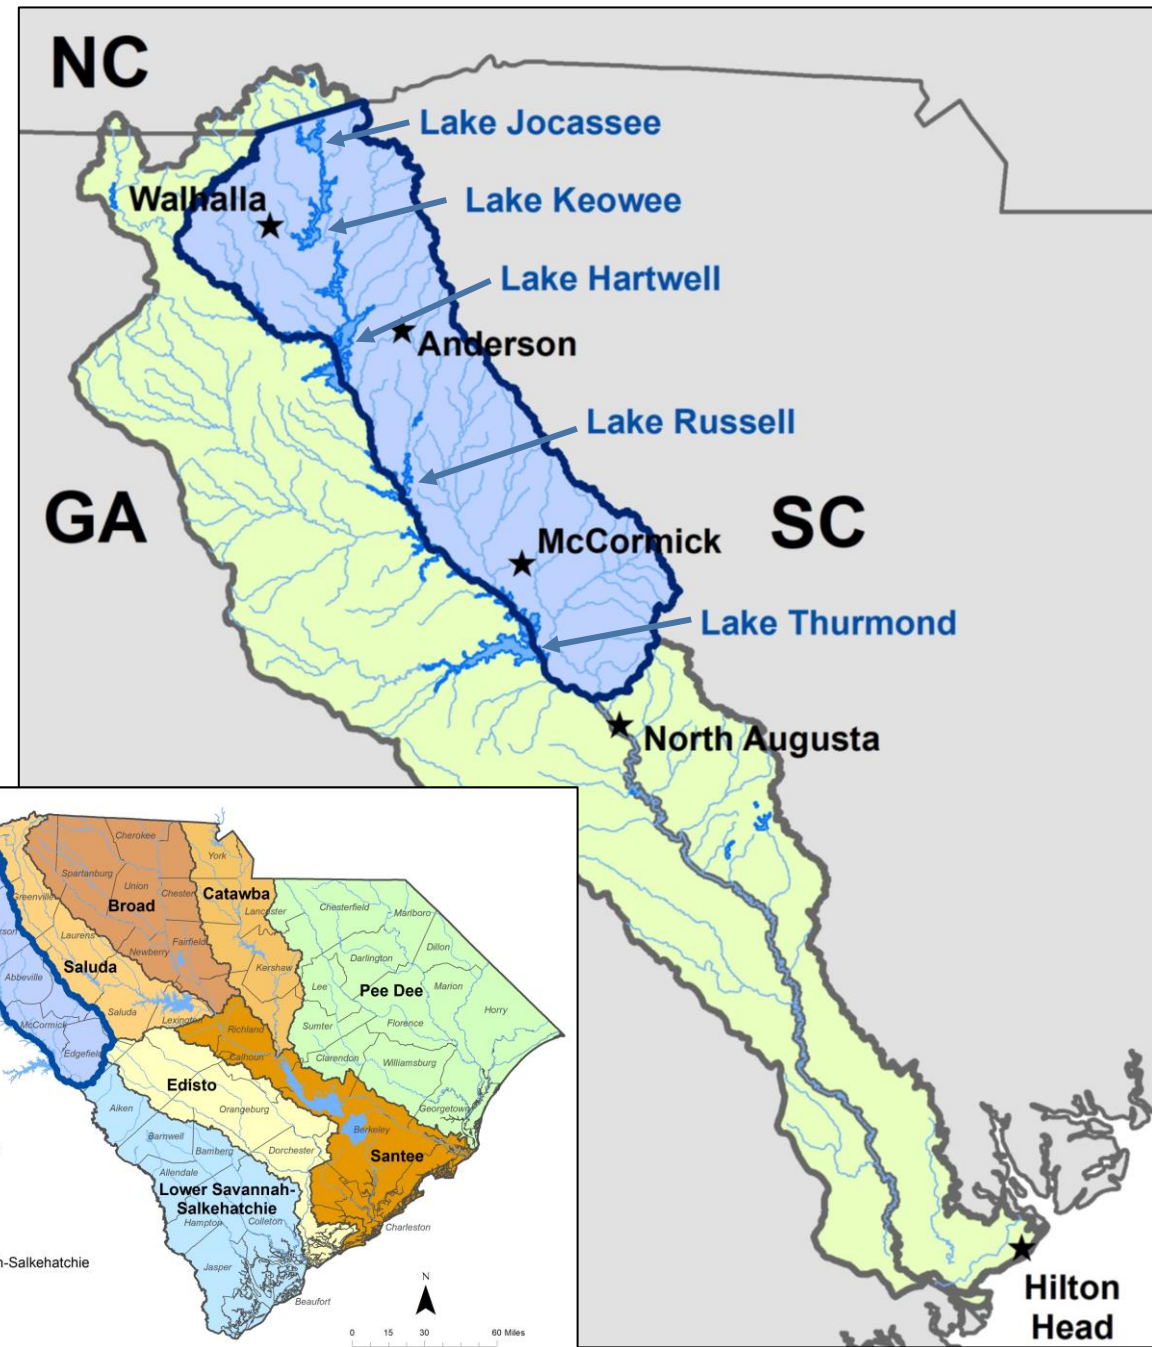 NC
Lake Jocassee
Walhalla
Lake Keowee
Lake Hartwell
Anderson
Lake Russell
GA
SC
McCormick
Lake Thurmond
North Augusta
Hilton
Head
Cherokee
York
Spartanburg
Union
Chester
Catawba
Greenville
Broad
Lancaster
Chesterfield
Marlboro
Laurens
Fairfield
Dillon
Newberry
Darlington
Saluda
Kershaw
Abbeville
Lee
Marion
Pee Dee
Saluda
Lexington
Horry
McCormick
Richland
Sumter
Florence
Edgefield
Calhoun
Clarendon
Williamsburg
Edisto
Aiken
Orangeburg
Georgetown
Barnwell
Berkeley
Bamberg
Dorchester
Santee
Allendale
Lower Savannah-
Salkehatchie
Hampton
Colleton
Charleston
Jasper
n-Salkehatchie
Beaufort
N
0 15 30 60 Miles